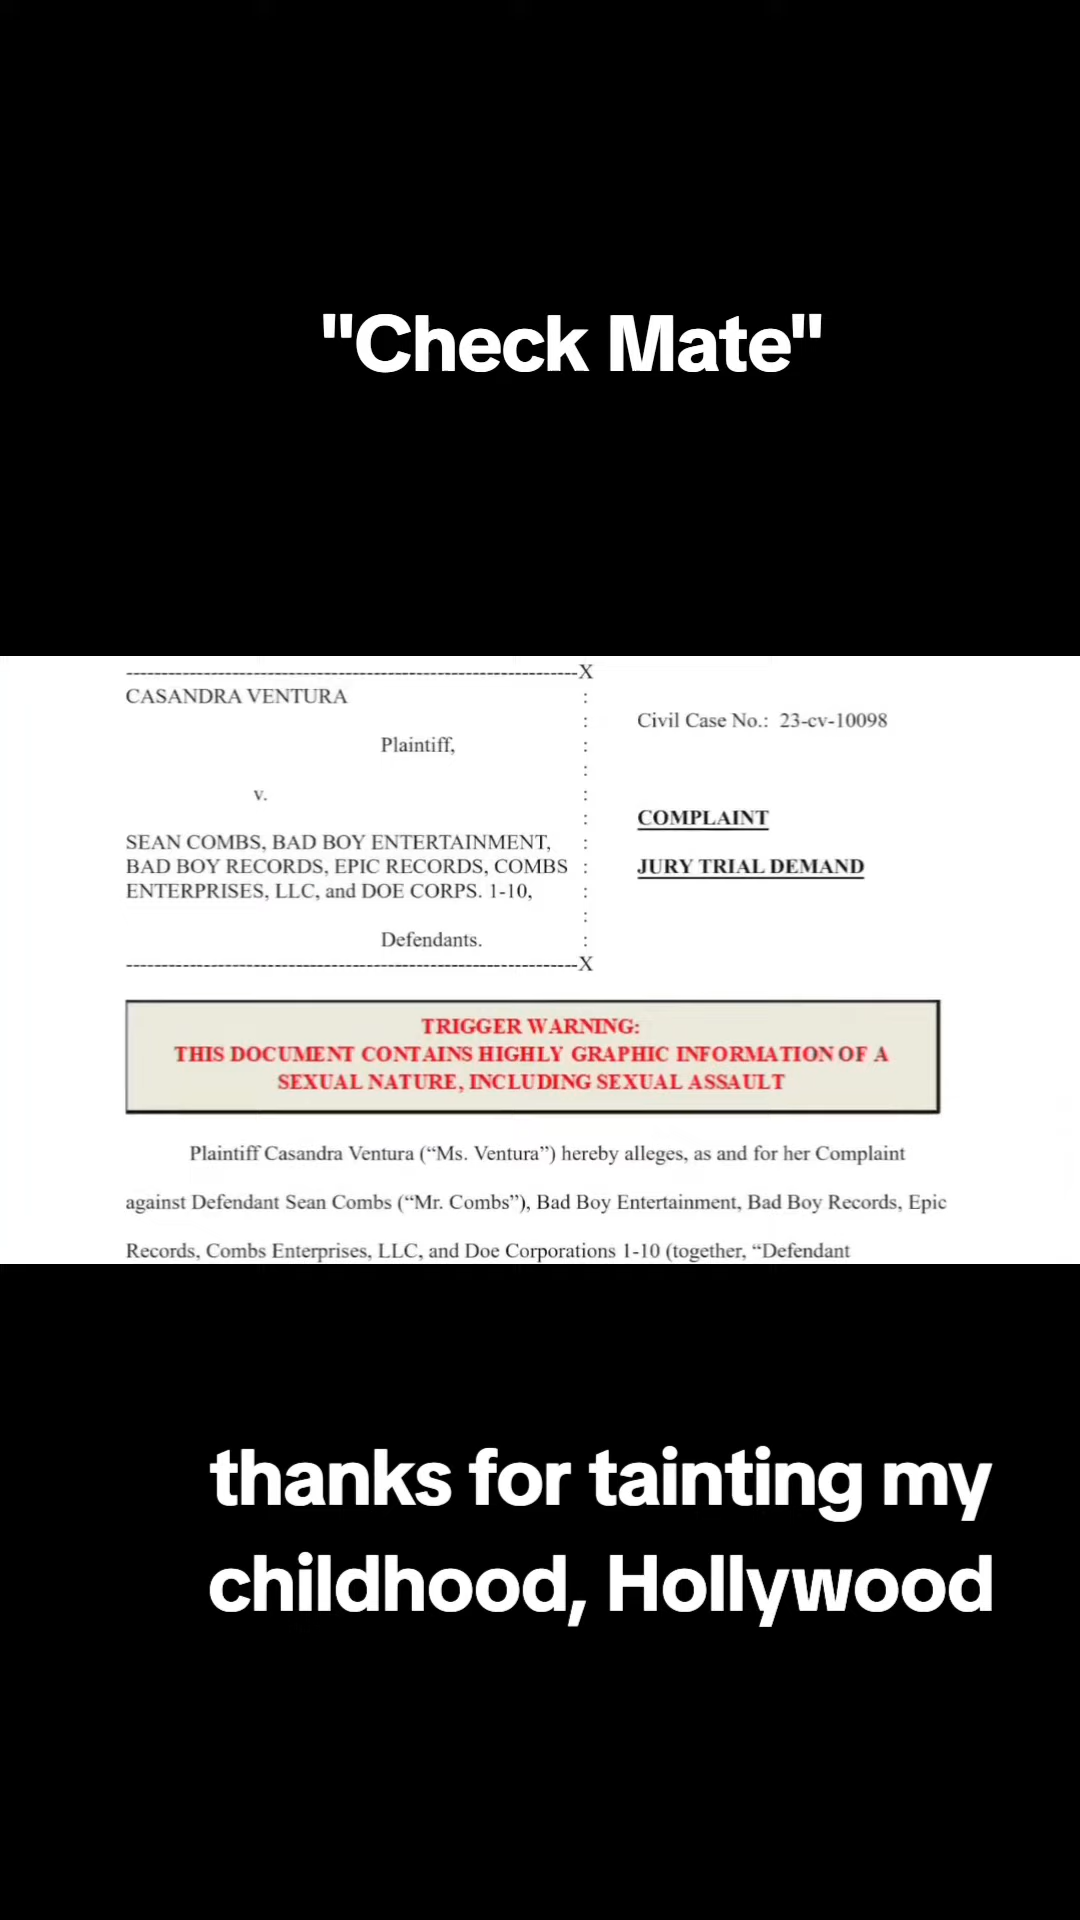 "Check Mate"
----------------------------------------------------------------X
CASANDRA VENTURA :
: Civil Case No.: 23-cv-10098
Plaintiff, :
:
v. :
: COMPLAINT
SEAN COMBS, BAD BOY ENTERTAINMENT, :
BAD BOY RECORDS, EPIC RECORDS, COMBS : JURY TRIAL DEMAND
ENTERPRISES, LLC, and DOE CORPS. 1-10, :
:
Defendants. :
----------------------------------------------------------------X
TRIGGER WARNING:
THIS DOCUMENT CONTAINS HIGHLY GRAPHIC INFORMATION OF A
SEXUAL NATURE, INCLUDING SEXUAL ASSAULT
Plaintiff Casandra Ventura (“Ms. Ventura”) hereby alleges, as and for her Complaint
against Defendant Sean Combs (“Mr. Combs”), Bad Boy Entertainment, Bad Boy Records, Epic
Records, Combs Enterprises, LLC, and Doe Corporations 1-10 (together, “Defendant
thanks for tainting my
childhood, Hollywood